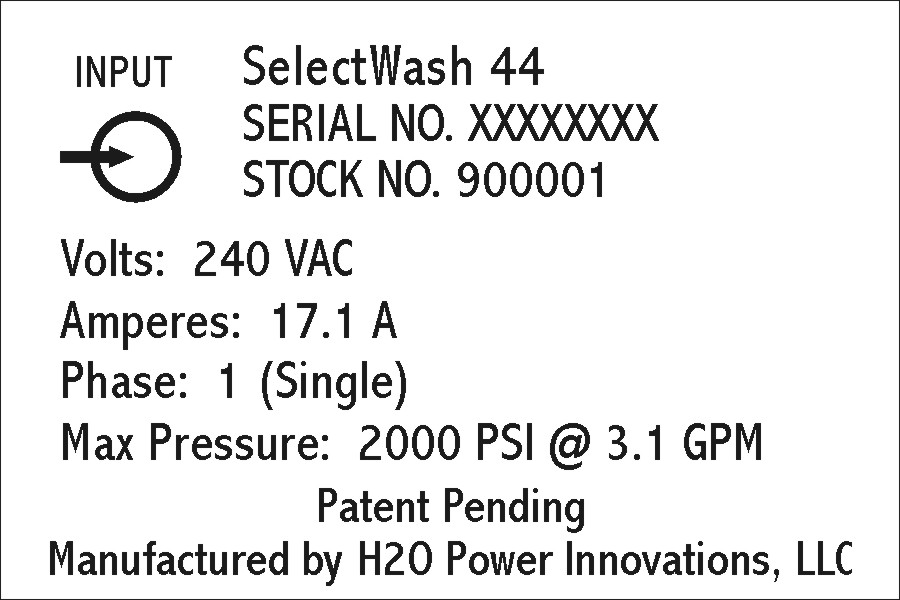 INPUT
SelectWash 44
SERIAL NO. XXXXXXXX
STOCK NO. 900001
Volts: 240 VAC
Amperes: 17.1 A
Phase: 1 (Single)
Max Pressure: 2000 PSI @ 3.1 GPM
Patent Pending
Manufactured by H2O Power Innovations, LLC